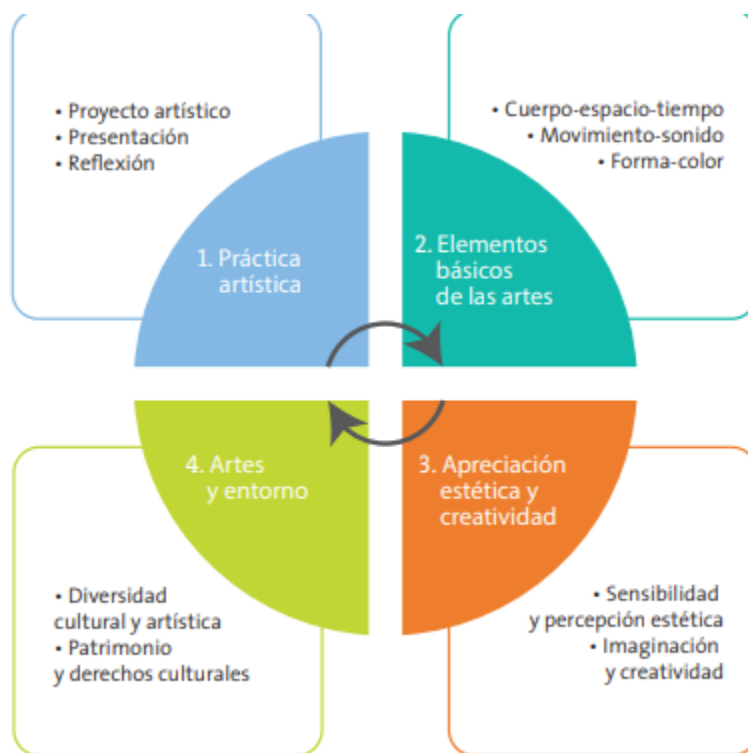 • Proyecto artístico
• Presentación
• Reflexión
1. Práctica
artística
• Cuerpo-espacio-tiempo
• Movimiento-sonido
• Forma-color
2. Elementos
básicos
de las artes
4. Artes
y entorno
• Diversidad
cultural y artística
• Patrimonio
y derechos culturales
3. Apreciación
estética y
creatividad
• Sensibilidad
y percepción estética
• Imaginación
y creatividad